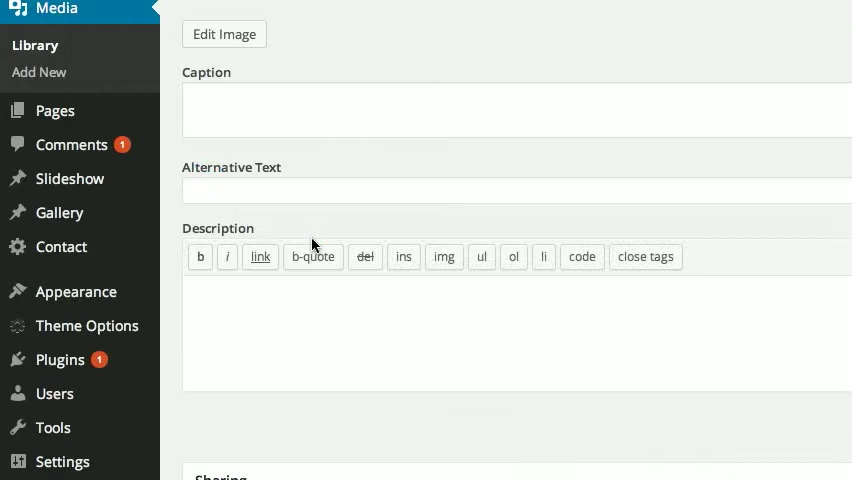 Media
Library
Add New
Pages
Comments 1
Slideshow
Gallery
Contact
Appearance
Theme Options
Plugins 1
Users
Tools
Settings
Edit Image
Caption
Alternative Text
Description
b i link b-quote del ins img ul ol li code close tags
Sharing